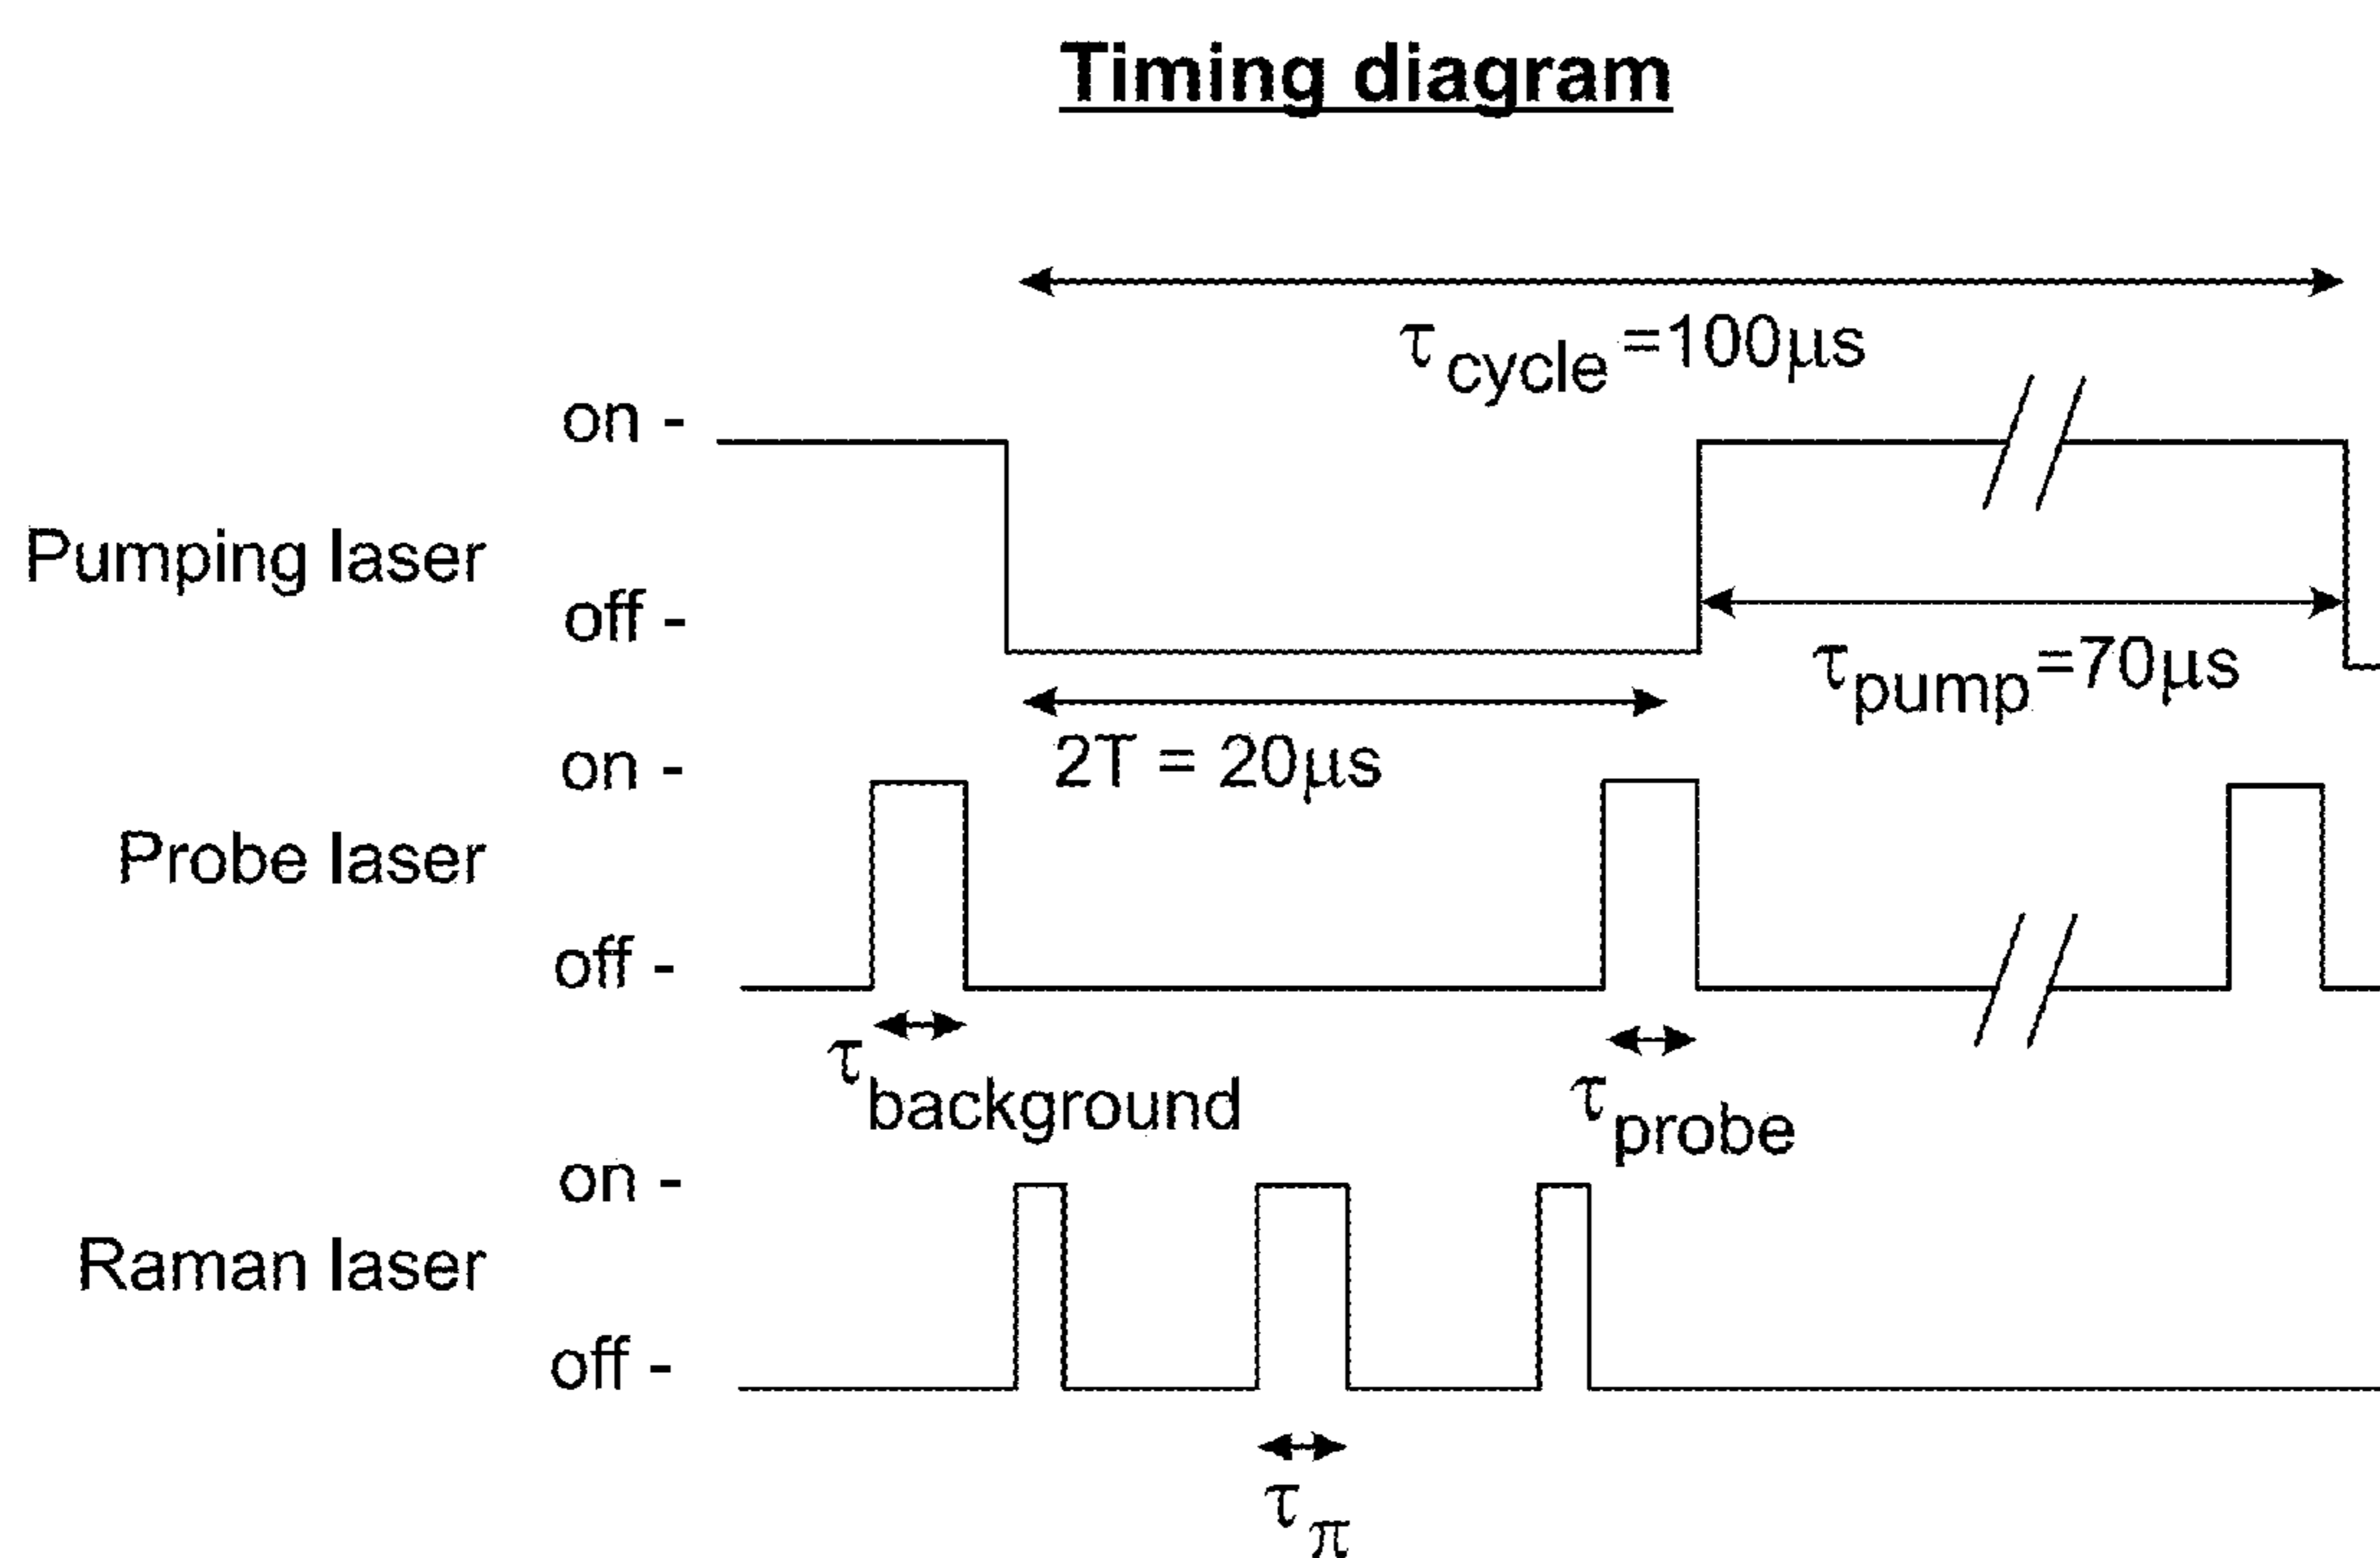 Timing diagram
τcycle=100μs
on -
Pumping laser
off -
τpump=70μs
2T = 20μs
on -
Probe laser
off -
τbackground
τprobe
on -
Raman laser
off -
τπ